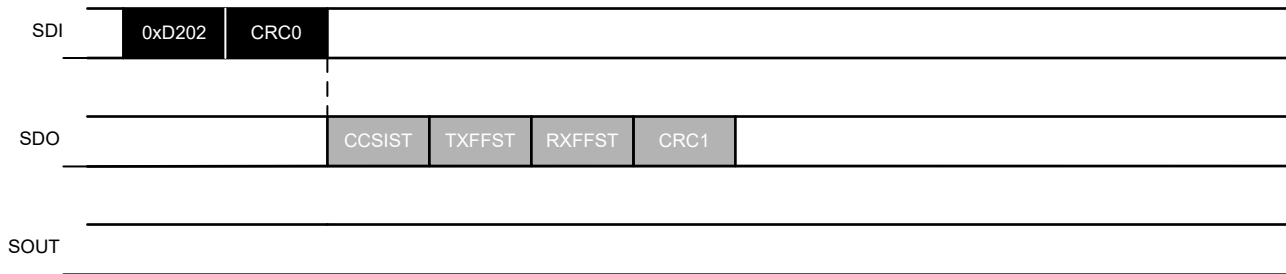 SDI 0xD202 CRC0
SDO CCSIST TXFFST RXFFST CRC1
SOUT